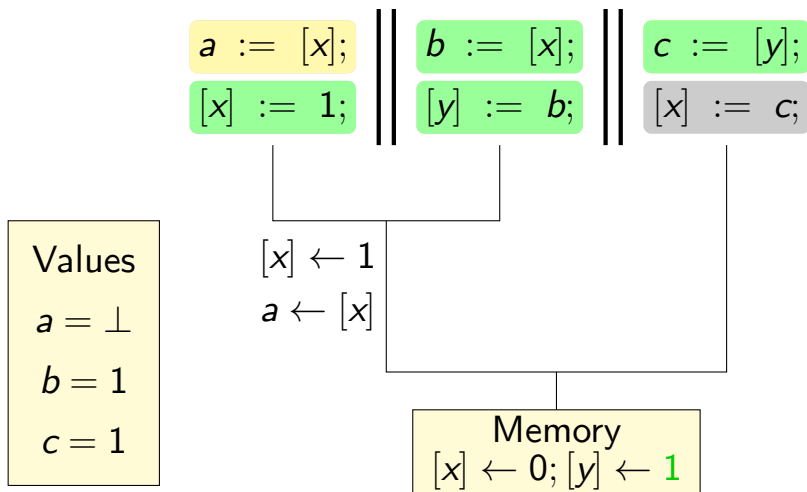 a := [x]; b := [x]; c := [y];
[x] := 1; [y] := b; [x] := c;
[x] ← 1
a ← [x]
Values
a = ⊥
b = 1
c = 1
Memory
[x] ← 0; [y] ← 1